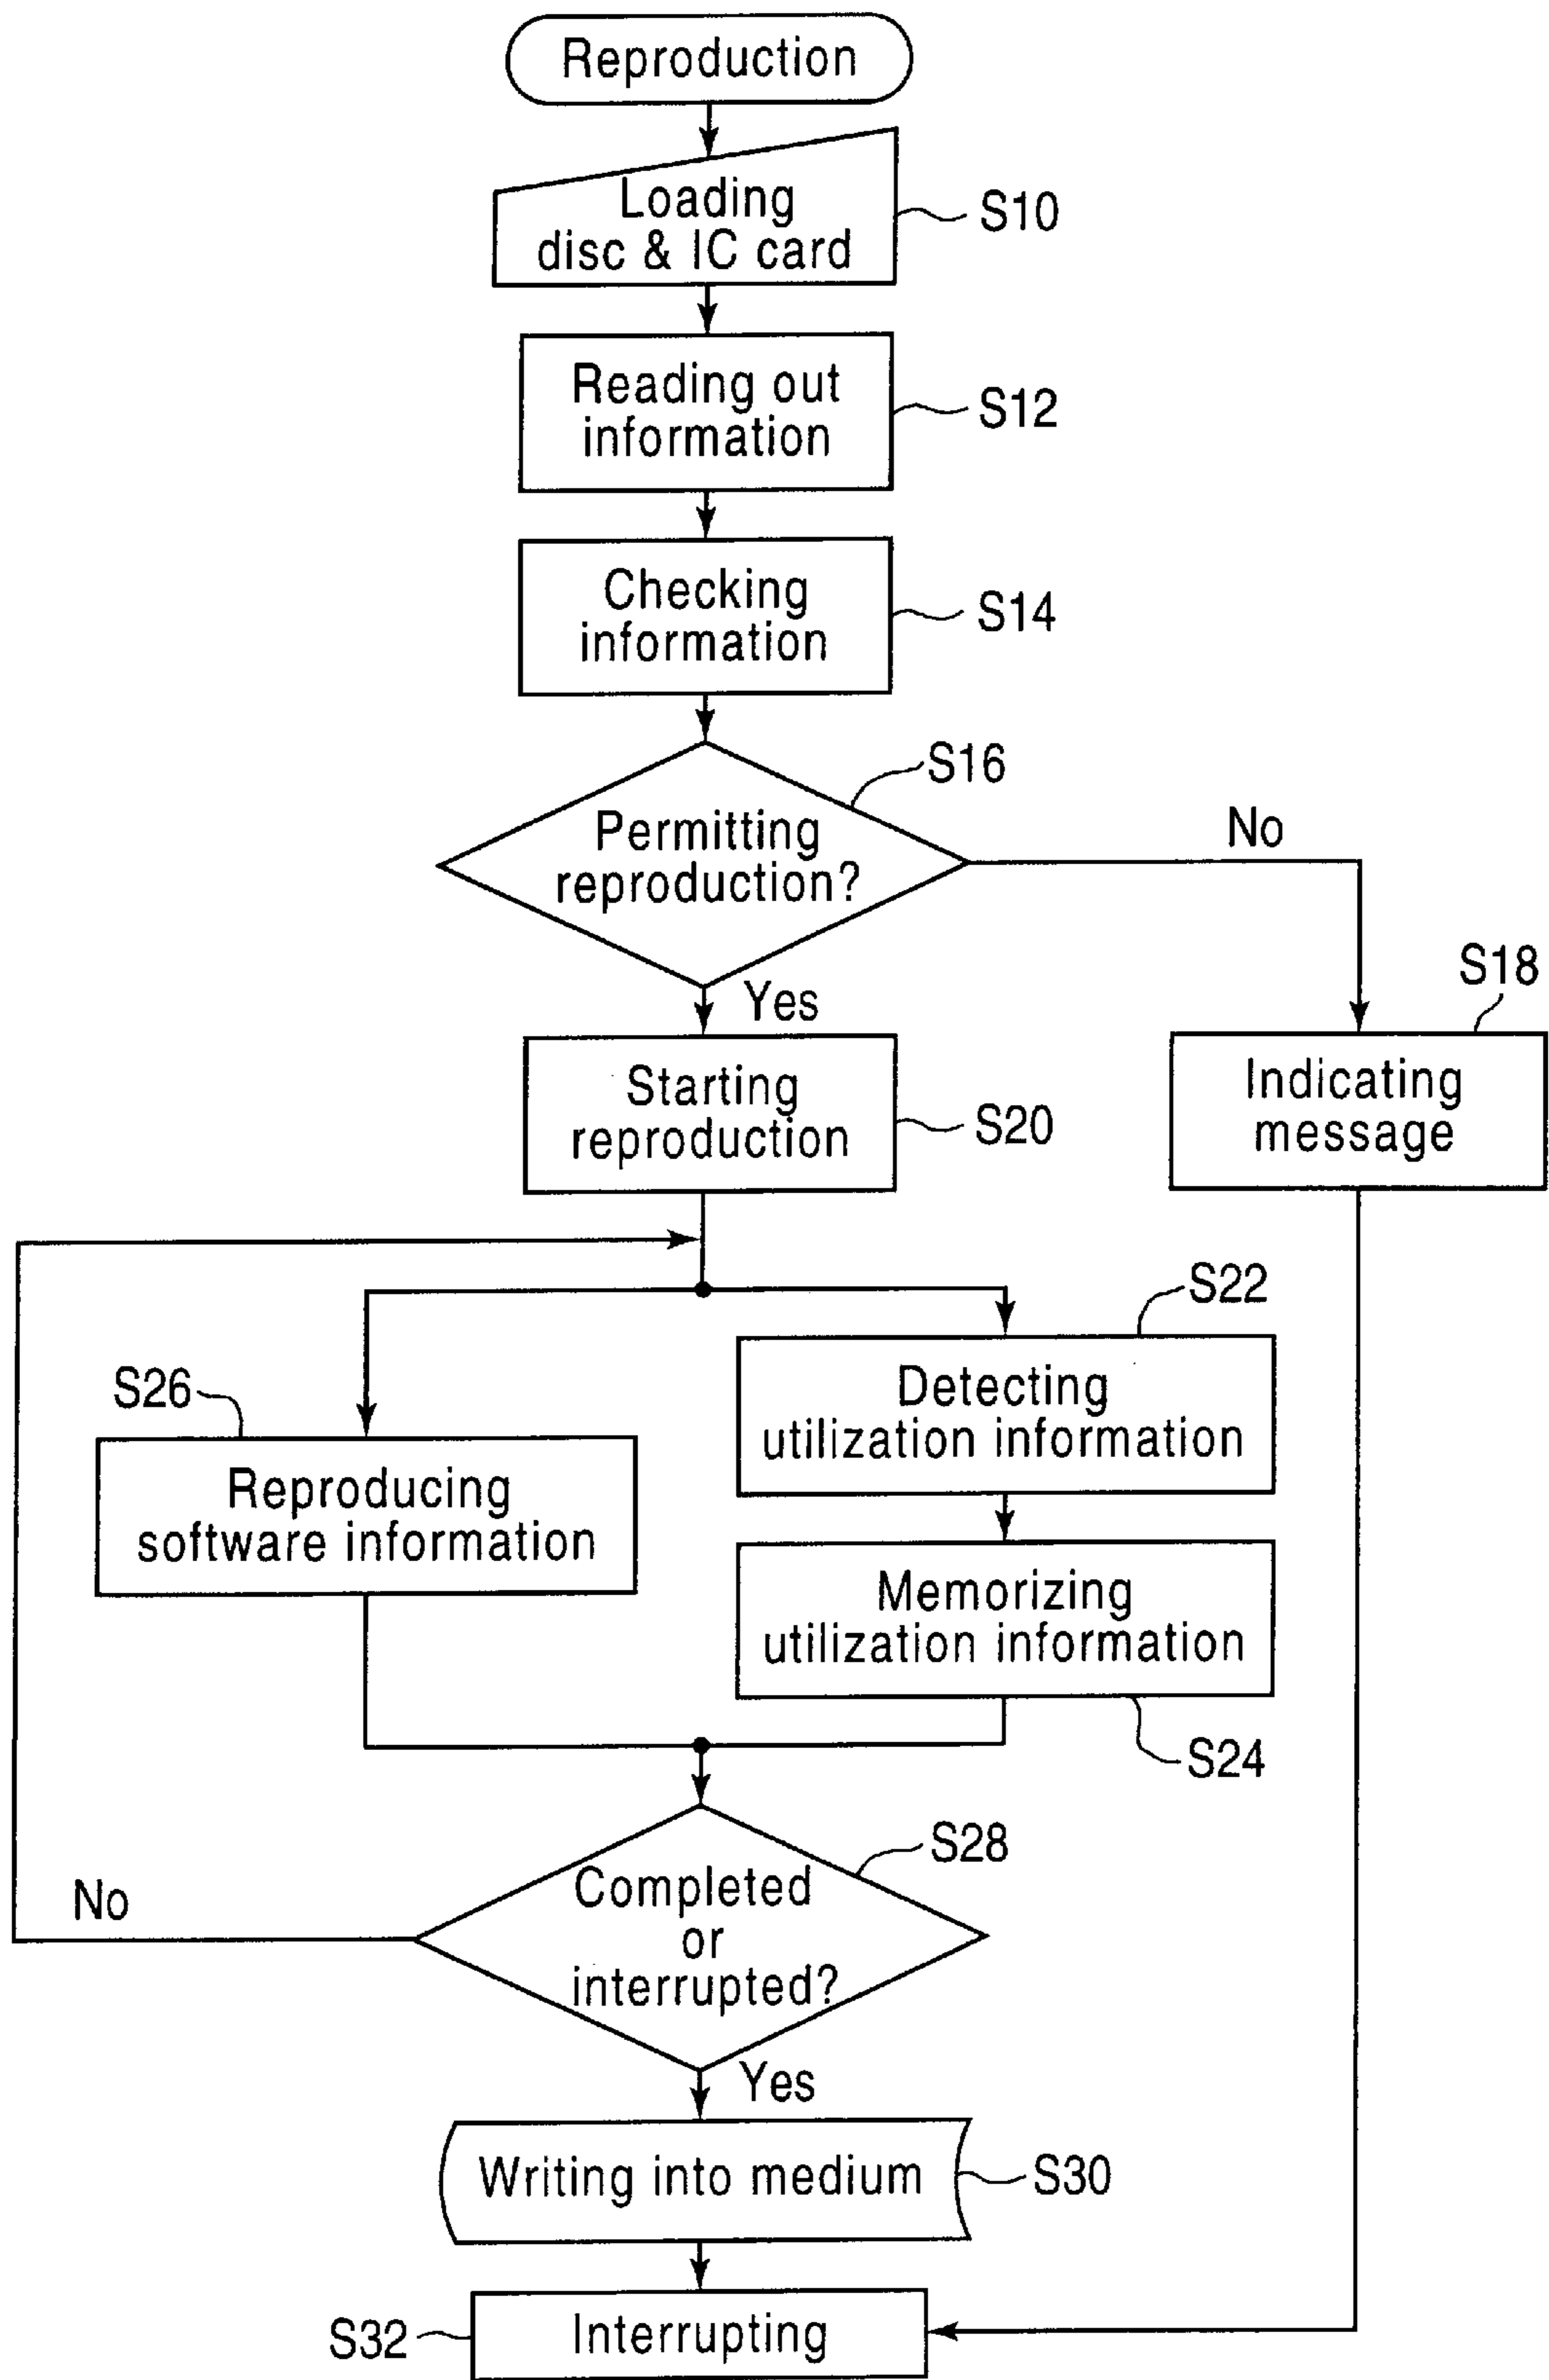 Reproduction
Loading
disc & IC card
S10
Reading out
information
S12
Checking
information
S14
S16
Permitting
reproduction?
No
Yes
S18
Starting
reproduction
S20
Indicating
message
S22
Detecting
utilization information
S26
Reproducing
software information
Memorizing
utilization information
S24
S28
Completed
or
interrupted?
No
Yes
Writing into medium
S30
Interrupting
S32